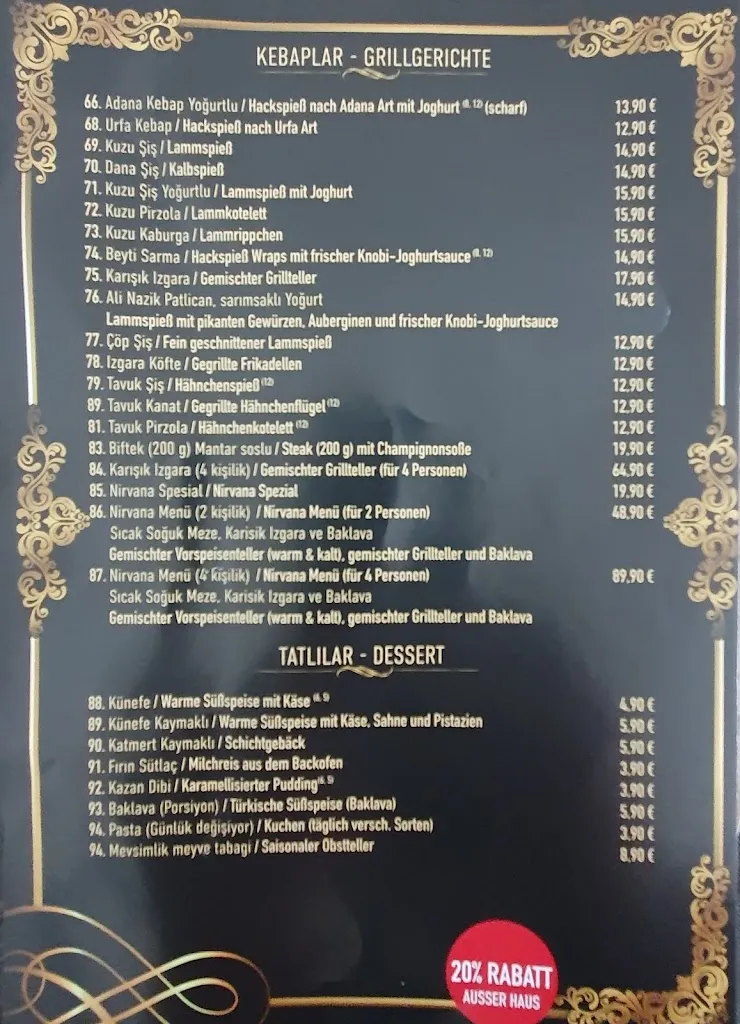 KEBAPLAR - GRILLGERICHTE
66. Adana Kebap Yoğurtlu / Hackspieß nach Adana Art mit Joghurt (8, 12) (scharf) 13,90 €
68. Urfa Kebap / Hackspieß nach Urfa Art 12,90 €
69. Kuzu Şiş / Lammspieß 14,90 €
70. Dana Şiş / Kalbspieß 14,90 €
71. Kuzu Şiş Yoğurtlu / Lammspieß mit Joghurt 15,90 €
72. Kuzu Pirzola / Lammkotelett 15,90 €
73. Kuzu Kaburga / Lammrippchen 15,90 €
74. Beyti Sarma / Hackspieß Wraps mit frischer Knobi-Joghurtsauce (8, 12) 14,90 €
75. Karışık Izgara / Gemischter Grillteller 17,90 €
76. Ali Nazik Patlican, sarımsaklı Yoğurt 14,90 €
Lammspieß mit pikanten Gewürzen, Auberginen und frischer Knobi-Joghurtsauce
77. Çöp Şiş / Fein geschnittener Lammspieß 12,90 €
78. Izgara Köfte / Gegrillte Frikadellen 12,90 €
79. Tavuk Şiş / Hähnchenspieß (12) 12,90 €
89. Tavuk Kanat / Gegrillte Hähnchenflügel (12) 12,90 €
81. Tavuk Pirzola / Hähnchenkotelett (12) 12,90 €
83. Biftek (200 g) Mantar soslu / Steak (200 g) mit Champignonsoße 19,90 €
84. Karışık Izgara (4 kişilik) / Gemischter Grillteller (für 4 Personen) 64,90 €
85. Nirvana Spesial / Nirvana Spezial 19,90 €
86. Nirvana Menü (2 kişilik) / Nirvana Menü (für 2 Personen) 48,90 €
Sıcak Soğuk Meze, Karisik Izgara ve Baklava
Gemischter Vorspeisenteller (warm & kalt), gemischter Grillteller und Baklava
87. Nirvana Menü (4 kişilik) / Nirvana Menü (für 4 Personen) 89,90 €
Sıcak Soğuk Meze, Karisik Izgara ve Baklava
Gemischter Vorspeisenteller (warm & kalt), gemischter Grillteller und Baklava
TATLILAR - DESSERT
88. Künefe / Warme Süßspeise mit Käse 4,90 €
89. Künefe Kaymaklı / Warme Süßspeise mit Käse, Sahne und Pistazien 5,90 €
90. Katmert Kaymaklı / Schichtgebäck 5,90 €
91. Fırın Sütlaç / Milchreis aus dem Backofen 3,90 €
92. Kazan Dibi / Karamellisierter Pudding 3,90 €
93. Baklava (Porsiyon) / Türkische Süßspeise (Baklava) 5,90 €
94. Pasta (Günlük değişiyor) / Kuchen (täglich versch. Sorten) 3,90 €
94. Mevsimlik meyve tabagi / Saisonaler Obstteller 8,90 €
20% RABATT
AUSSER HAUS